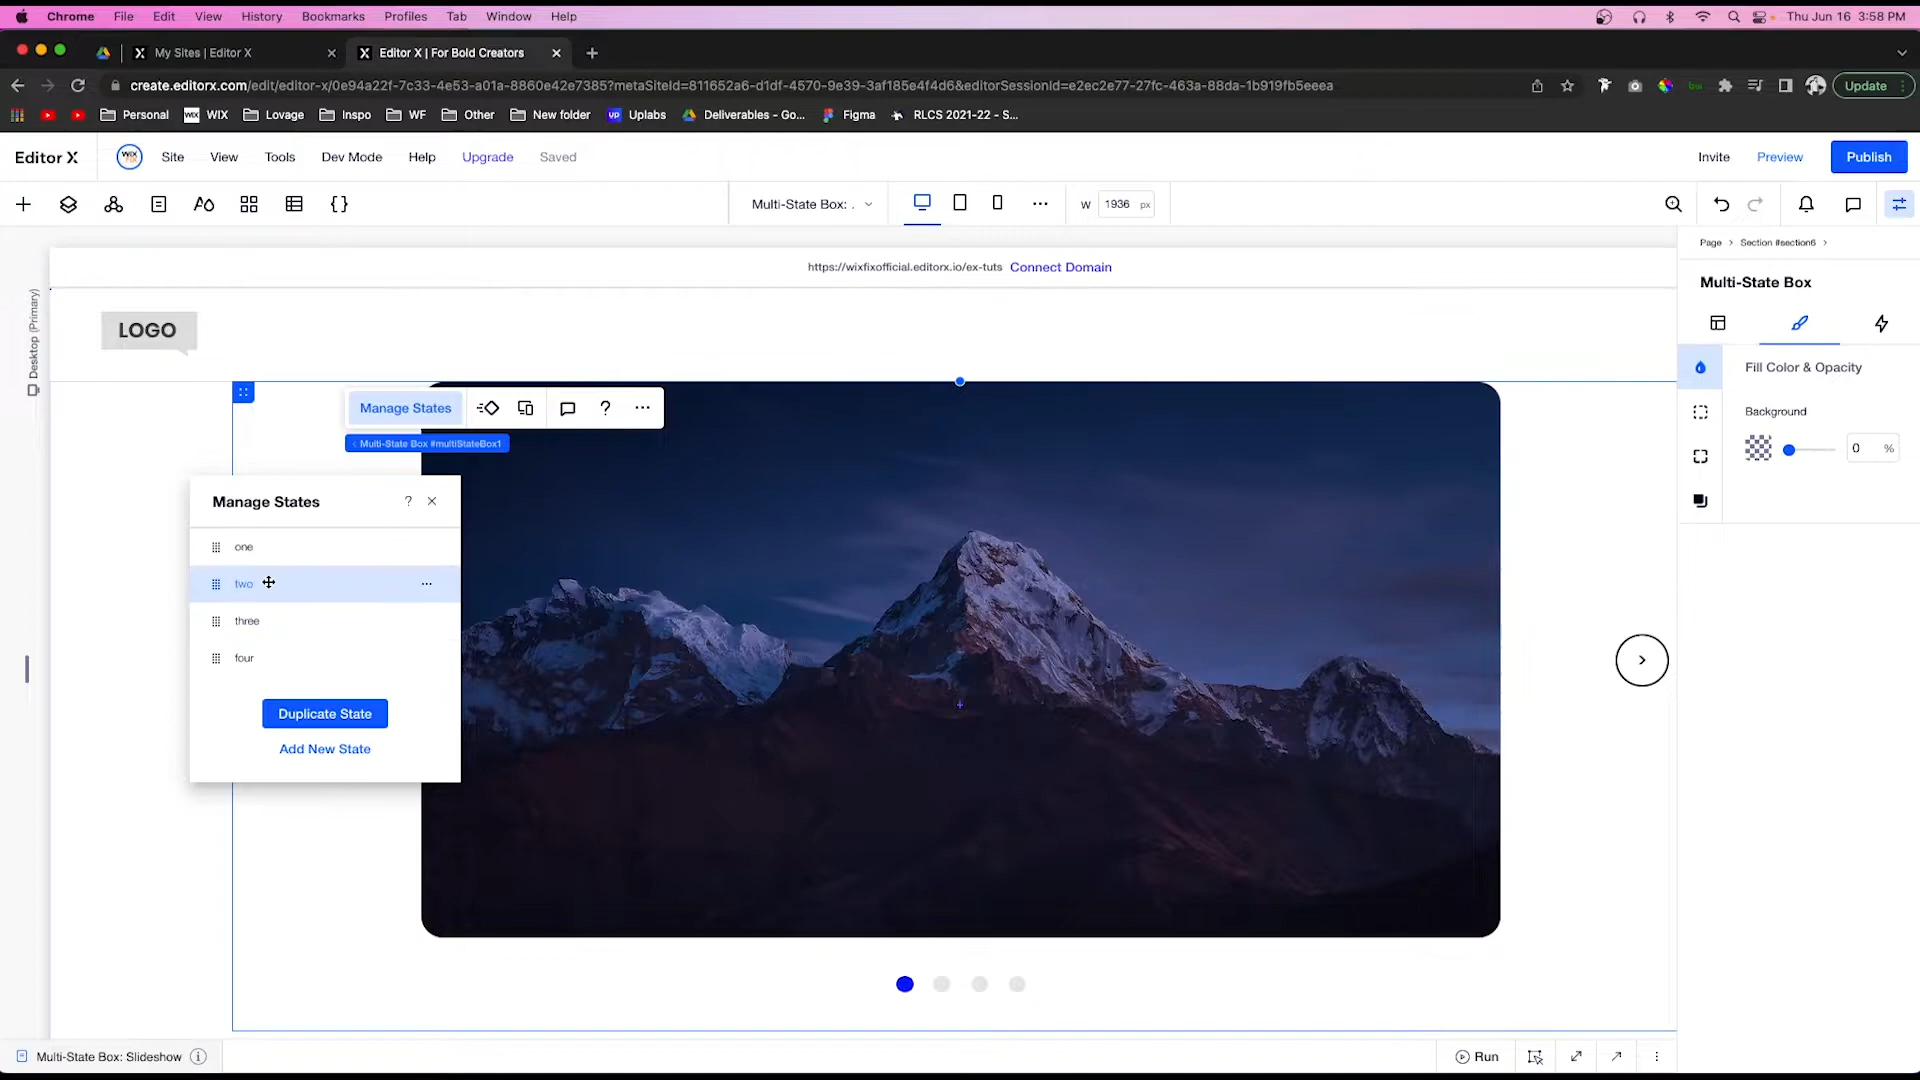 Chrome File Edit View History Bookmarks Profiles Tab Window Help Thu Jun 16 3:58 PM
My Sites | Editor X Editor X | For Bold Creators
create.editorx.com/edit/editor-x/0e94a22f-7c33-4e53-a01a-8860e42e7385?metaSiteId=811652a6-d1df-4570-9e39-3af185e4f4d6&editorSessionId=e2ec2e77-27fc-463a-88da-1b919fb5eeea Update
Personal WIX Lovage Inspo WF Other New folder Uplabs Deliverables - Go... Figma RLCS 2021-22 - S...
Editor X Site View Tools Dev Mode Help Upgrade Saved Invite Preview Publish
Multi-State Box: . W 1936 px
Page > Section #section6 >
https://wixfixofficial.editorx.io/ex-tuts Connect Domain
Multi-State Box
Desktop (Primary)
LOGO
Fill Color & Opacity
Manage States
Background
Multi-State Box #multiStateBox1
0 %
Manage States ?
one
two
three
four
Duplicate State
Add New State
Multi-State Box: Slideshow Run